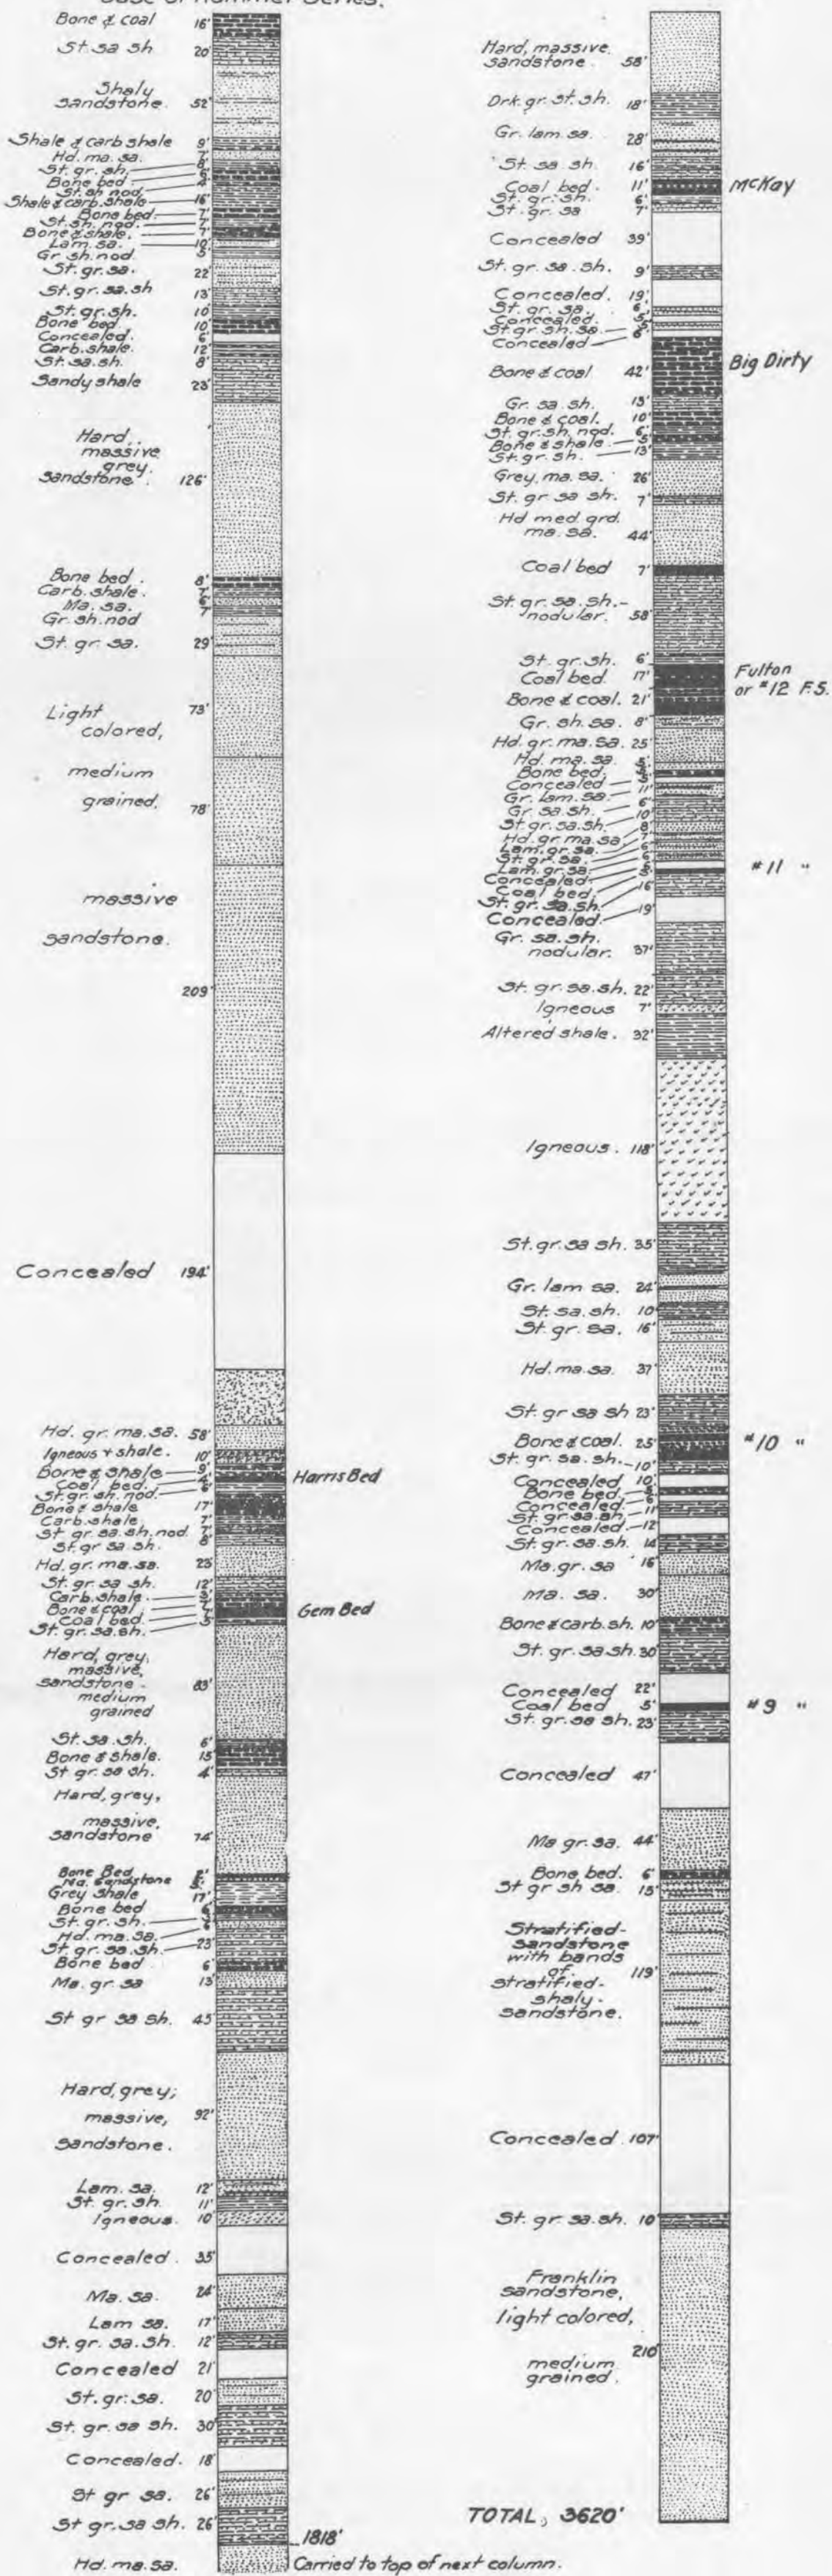 Base of Kummer Series.
Bone & coal 16'
St. sa sh 20'
Shaly
sandstone. 52'
Shale & carb shale 9'
Hd. ma. sa. 7'
St. gr. sh. 8'
Bone bed. 6'
St. sh nod. 4'
Shale & carb. shale 16'
Bone bed. 7'
St. sh. nod. 7'
Bone & shale. 7'
Lam. sa. 10'
Gr. sh. nod. 5'
St. gr. sa. 22'
St. gr. sa. sh 13'
St. gr. sh. 10'
Bone bed. 10'
Concealed. 6'
Carb. shale. 12'
St. sa. sh. 8'
Sandy shale 23'
Hard,
massive
grey.
sandstone. 126'
Bone bed. 8'
Carb. shale. 7'
Ma. sa. 6'
Gr. sh. nod 7'
St. gr. sa. 29'
Light 73'
colored,
medium
grained. 78'
massive
sandstone.
209'
Concealed 194'
Hd. gr. ma. sa. 58'
Igneous + shale. 10'
Bone & shale 9'
Coal bed. 4' Harris Bed
St. gr. sh. nod. 6'
Bone & shale 17'
Carb. shale 7'
St gr. sa. sh. nod. 7'
St. gr sa sh. 8'
Hd. gr. ma. sa. 23'
St. gr. sa sh. 12'
Carb. shale.
Bone & coal
Coal bed. Gem Bed
St. gr. sa. sh.
Hard, grey,
massive,
sandstone. 83'
medium
grained
St. sa. sh. 6'
Bone & shale. 15'
St gr. sa sh. 4'
Hard, grey,
massive,
sandstone 74'
Bone Bed
Ma. sandstone
Grey shale 17'
Bone bed 6'
St. gr. sh.
Hd. ma. sa. 6'
St. gr. sa. sh. 23'
Bone bed 6'
Ma. gr. sa 13'
St gr sa sh. 45'
Hard, grey,
massive, 92'
sandstone.
Lam. sa. 12'
St. gr. sh. 11'
Igneous. 10'
Concealed. 35'
Ma. sa. 24'
Lam sa. 17'
St. gr. sa. sh. 12'
Concealed 21'
St. gr. sa. 20'
St. gr. sa sh. 30'
Concealed. 18'
St gr sa. 26'
St gr. sa sh. 26'
1818'
Hd. ma. sa. Carried to top of next column.
Hard, massive.
sandstone. 58'
Drk. gr. st. sh. 18'
Gr. lam. sa. 28'
St sa sh. 16'
Coal bed. 11' McKay
St. gr. sh. 6'
St. gr. sa 7'
Concealed 39'
St. gr. sa. sh. 9'
Concealed. 19'
St. gr. sa. 6'
Concealed. 5'
St. gr. sh. sa. 5'
Concealed 6'
Bone & coal 42' Big Dirty
Gr. sa. sh. 13'
Bone & coal. 10'
St. gr. sh. nod. 6'
Bone & shale 5'
St. gr. sh. 13'
Grey. ma. sa. 26'
St. gr sa sh. 7'
Hd med. grd.
ma. sa. 44'
Coal bed 7'
St. gr. sa. sh.-
nodular. 58'
St. gr. sh. 6'
Coal bed. 17' Fulton
Bone & coal. 21' or #12 F.S.
Gr. sh. sa. 8'
Hd. gr. ma. sa. 25'
Hd. ma. sa. 5'
Bone bed. 5'
Concealed 5'
Gr. lam. sa. 11'
Gr. sa. sh. 6'
St. gr. sa. sh. 10'
Hd. gr. ma. sa 8'
Lam. gr. sa. 7'
St. gr. sa. 6'
Lam. gr. sa. 6'
Concealed. 5'
Coal bed. #11 "
St. gr. sa. sh. 16'
Concealed. 19'
Gr. sa. sh.
nodular. 37'
St. gr. sa. sh. 22'
Igneous 7'
Altered shale. 32'
Igneous. 118'
St. gr. sa sh. 35'
Gr. lam sa. 24'
St. sa. sh. 10'
St. gr. sa. 16'
Hd. ma. sa. 37'
St. gr sa sh 23'
Bone & coal. 25' #10 "
St. gr. sa. sh. 10'
Concealed 10'
Bone bed. 5'
Concealed 6'
St. gr sa. sh. 11'
Concealed. 12'
St. gr. sa. sh. 14'
Ma. gr. sa 16'
Ma. sa. 30'
Bone & carb. sh. 10'
St. gr. sa sh. 30'
Concealed 22'
Coal bed 5' #9 "
St. gr. sa sh. 23'
Concealed 47'
Ma gr. sa. 44'
Bone bed. 6'
St gr sh sa. 15'
Stratified-
sandstone
with bands
of 119'
stratified-
shaly-
sandstone.
Concealed 107'
St. gr sa. sh. 10'
Franklin
sandstone,
light colored,
210'
medium
grained.
TOTAL, 3620'